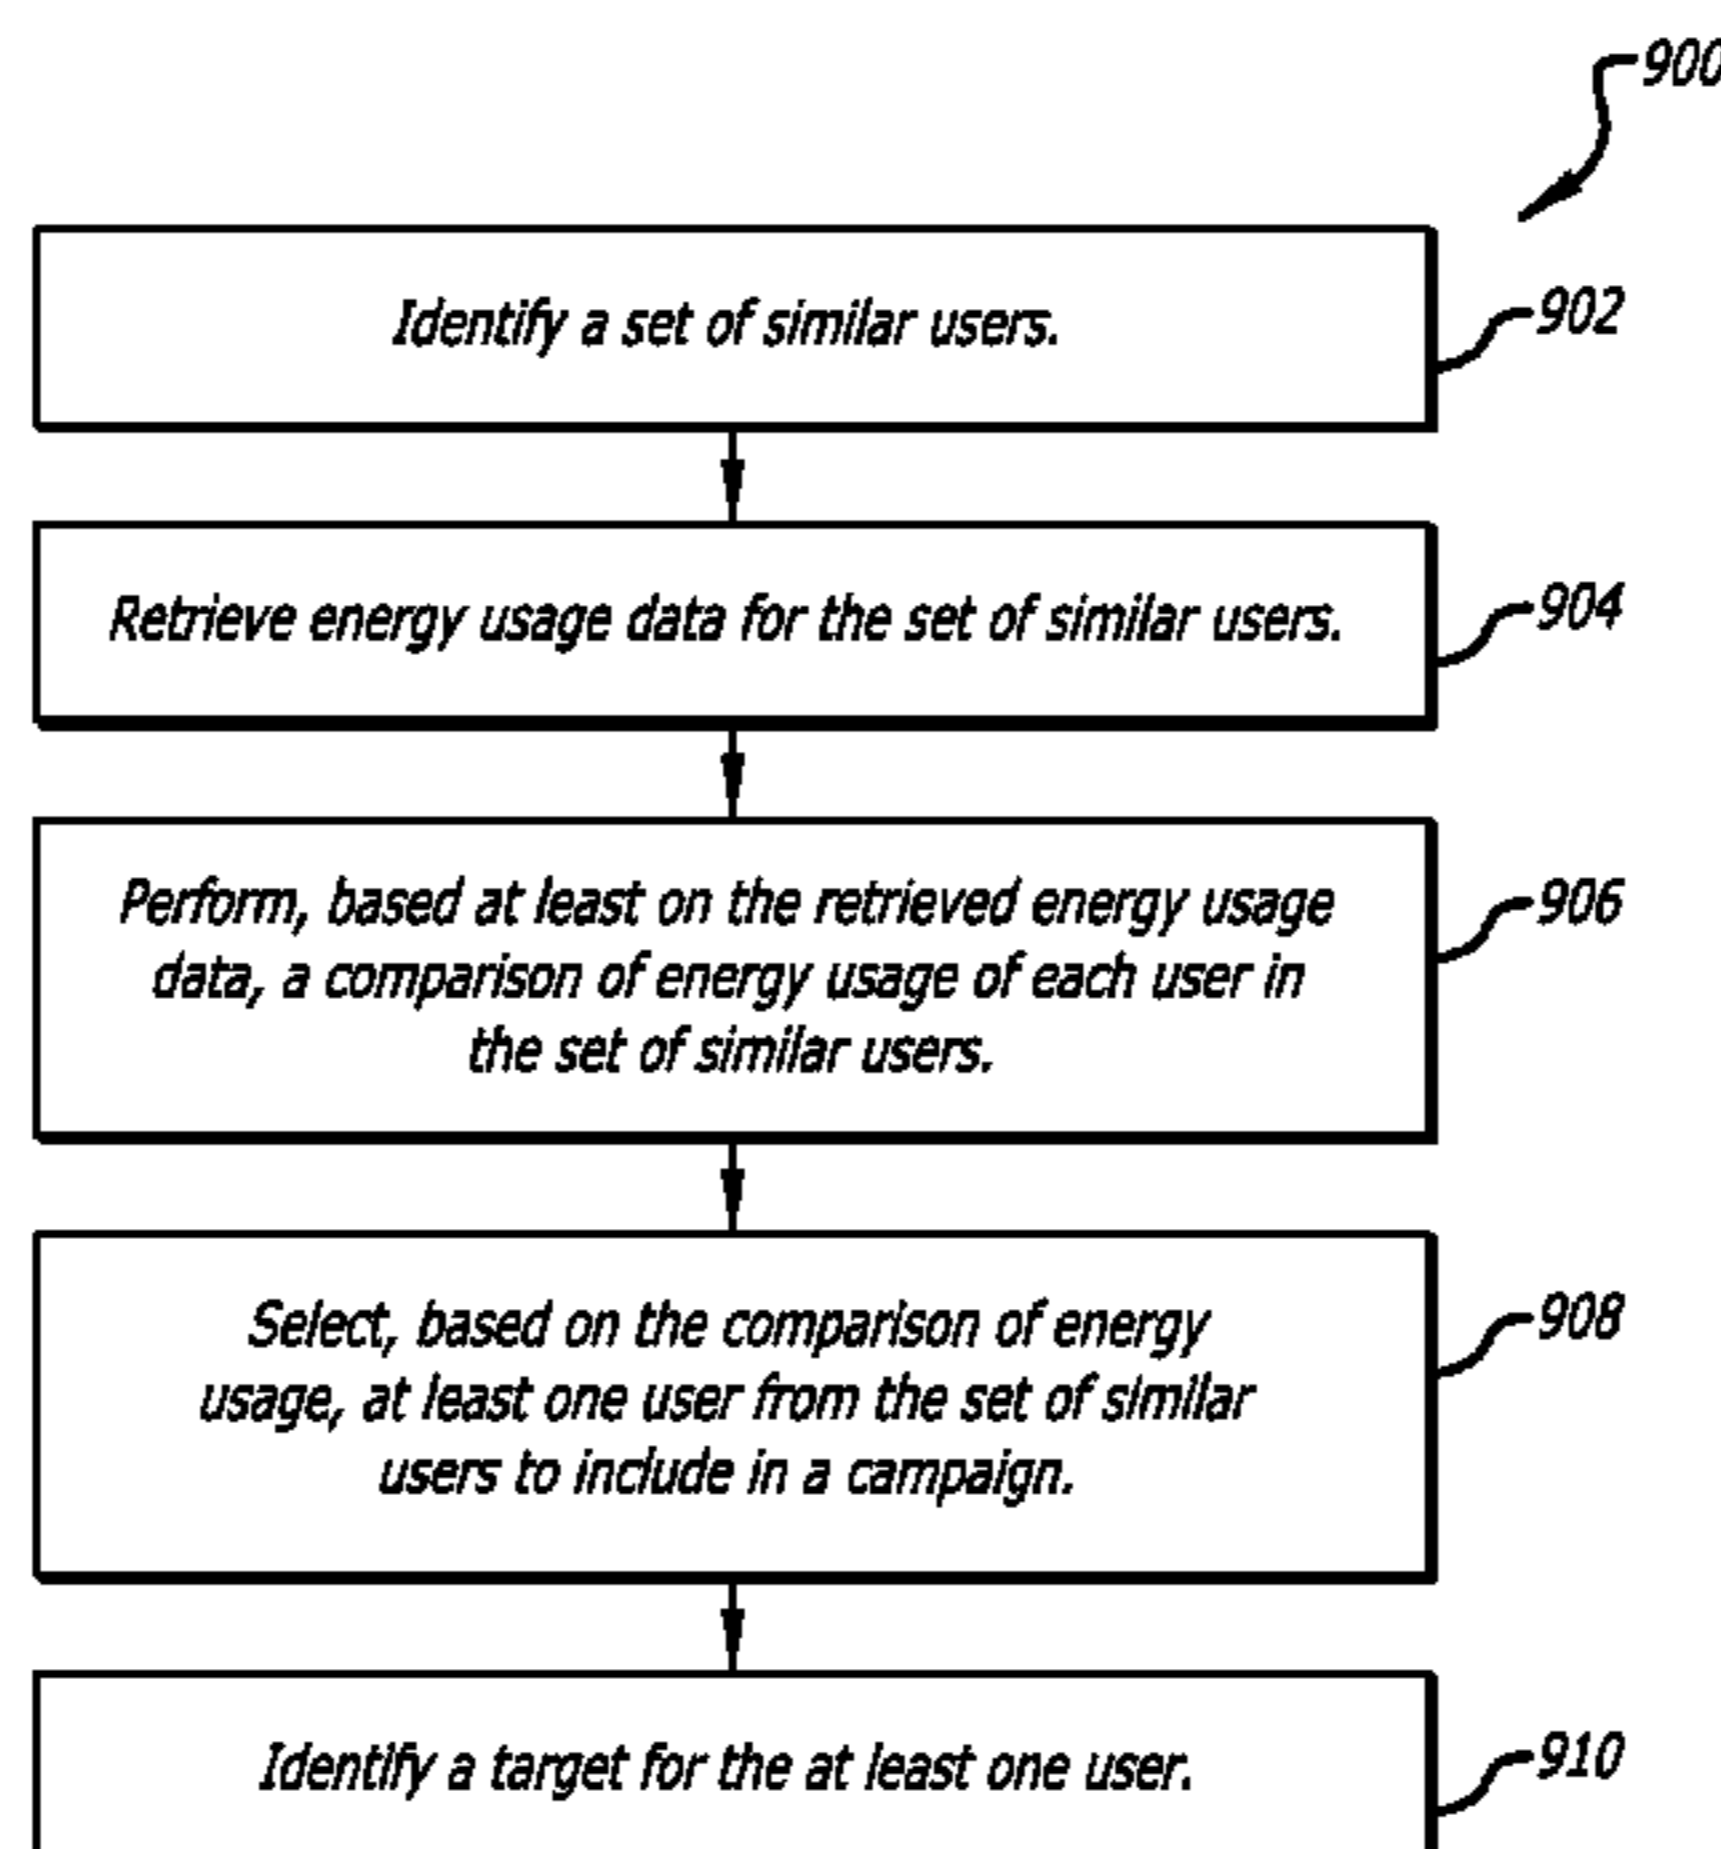 900
Identify a set of similar users.
902
Retrieve energy usage data for the set of similar users.
904
Perform, based at least on the retrieved energy usage
data, a comparison of energy usage of each user in
the set of similar users.
906
Select, based on the comparison of energy
usage, at least one user from the set of similar
users to include in a campaign.
908
Identify a target for the at least one user.
910